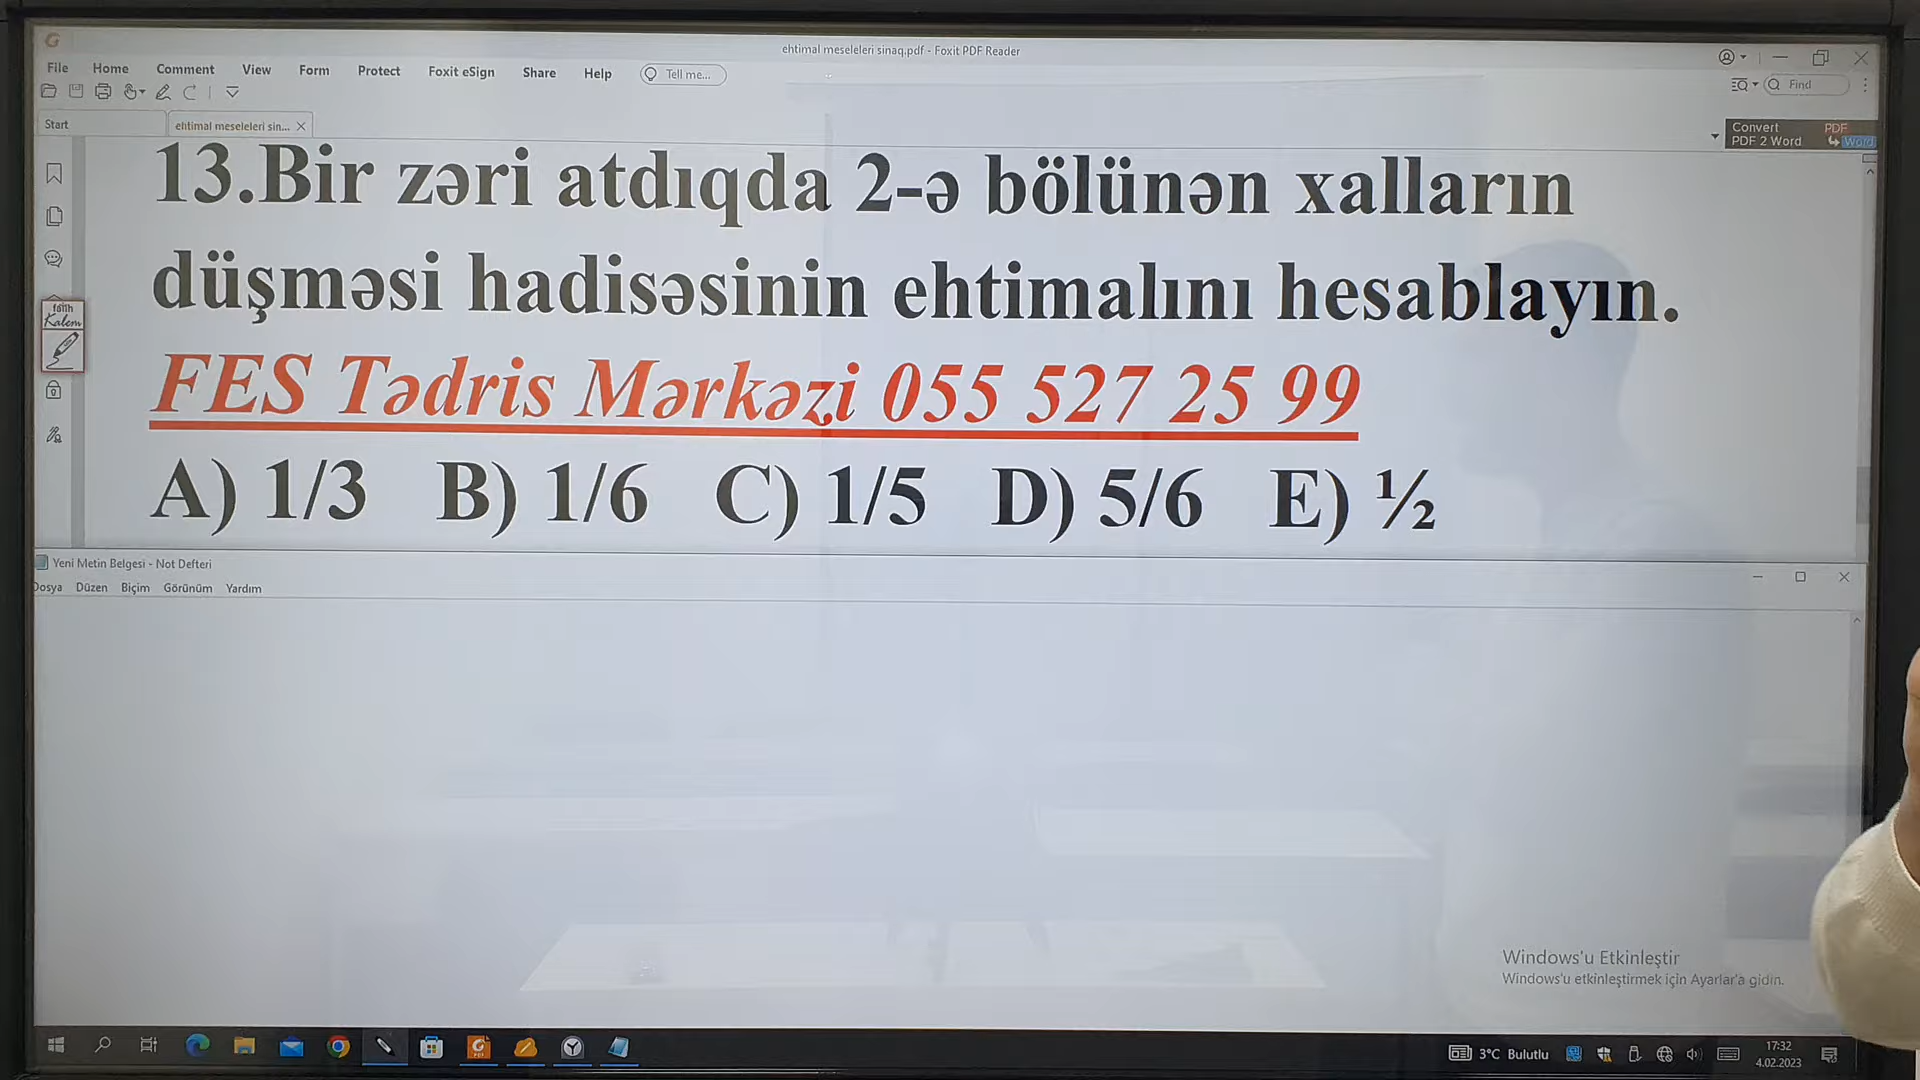 ehtimal meseleleri sinaq.pdf - Foxit PDF Reader
File Home Comment View Form Protect Foxit eSign Share Help Tell me...
Find
Start ehtimal meseleleri sin...
Convert PDF
PDF 2 Word Word
13.Bir zəri atdıqda 2-ə bölünən xalların
düşməsi hadisəsinin ehtimalını hesablayın.
fatih
Kalem
FES Tədris Mərkəzi 055 527 25 99
A) 1/3 B) 1/6 C) 1/5 D) 5/6 E) ½
Yeni Metin Belgesi - Not Defteri
Dosya Düzen Biçim Görünüm Yardım
Windows'u Etkinleştir
Windows'u etkinleştirmek için Ayarlar'a gidin.
3°C Bulutlu
17:32
4.02.2023